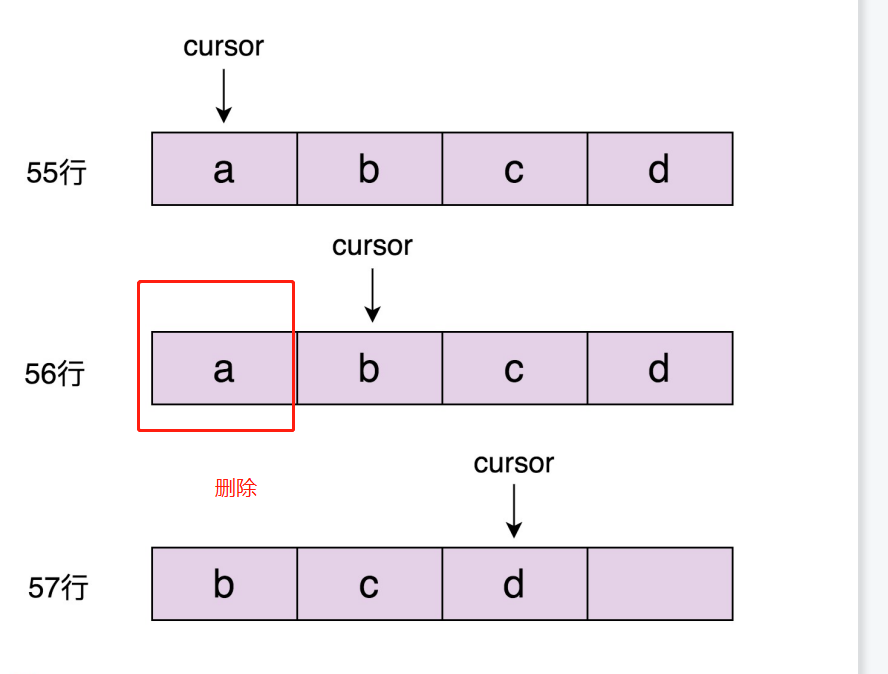 cursor
55行 a b c d
cursor
56行 a b c d
删除
cursor
57行 b c d